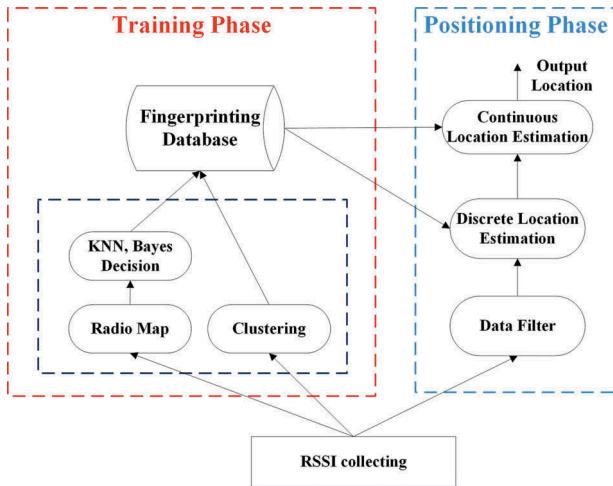 Training Phase
Positioning Phase
Output
Location
Fingerprinting
Database
Continuous
Location Estimation
KNN, Bayes
Decision
Discrete Location
Estimation
Radio Map
Clustering
Data Filter
RSSI collecting